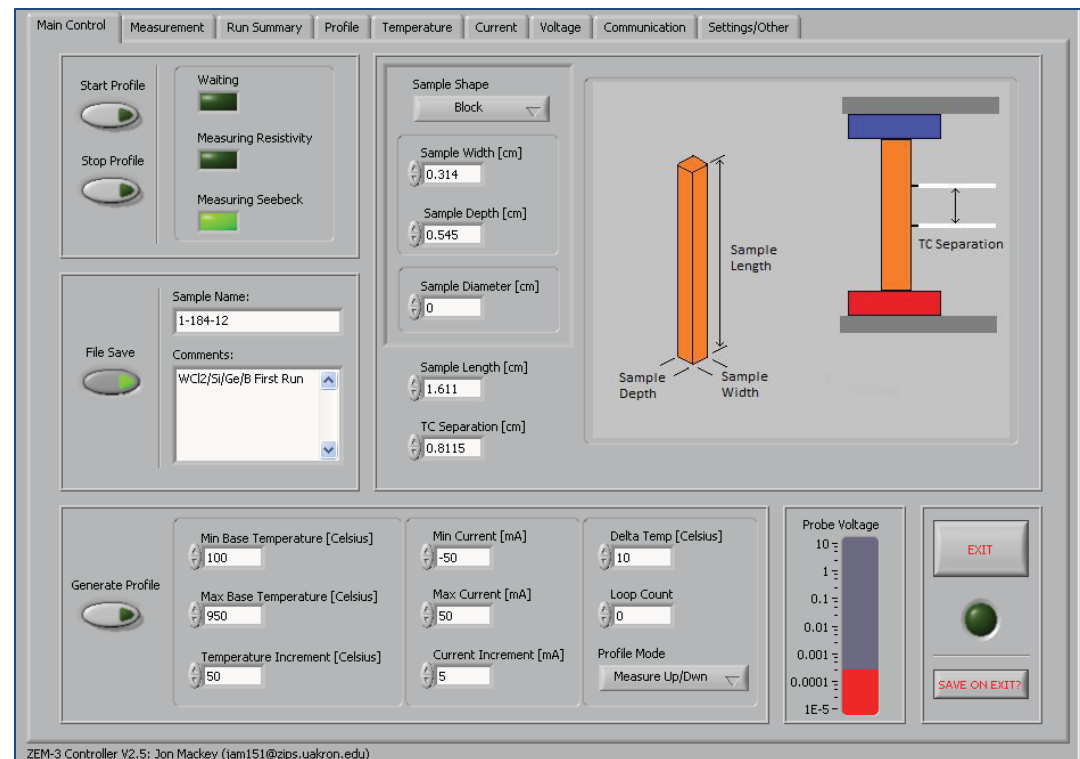 Main Control
Measurement
Run Summary
Profile
Temperature
Current
Voltage
Communication
Settings/Other
Start Profile
Stop Profile
Waiting
Measuring Resistivity
Measuring Seebeck
File Save
Sample Name:
1-184-12
Comments:
WCl2/Si/Ge/B First Run
Sample Shape
Block
Sample Width [cm]
0.314
Sample Depth [cm]
0.545
Sample Diameter [cm]
0
Sample Length [cm]
1.611
TC Separation [cm]
0.8115
Sample
Length
Sample
Depth
Sample
Width
TC Separation
Generate Profile
Min Base Temperature [Celsius]
100
Max Base Temperature [Celsius]
950
Temperature Increment [Celsius]
50
Min Current [mA]
-50
Max Current [mA]
50
Current Increment [mA]
5
Delta Temp [Celsius]
10
Loop Count
0
Profile Mode
Measure Up/Dwn
Probe Voltage
10
1
0.1
0.01
0.001
0.0001
1E-5
EXIT
SAVE ON EXIT?
ZEM-3 Controller V2.5: Jon Mackey (jam151@zips.uakron.edu)